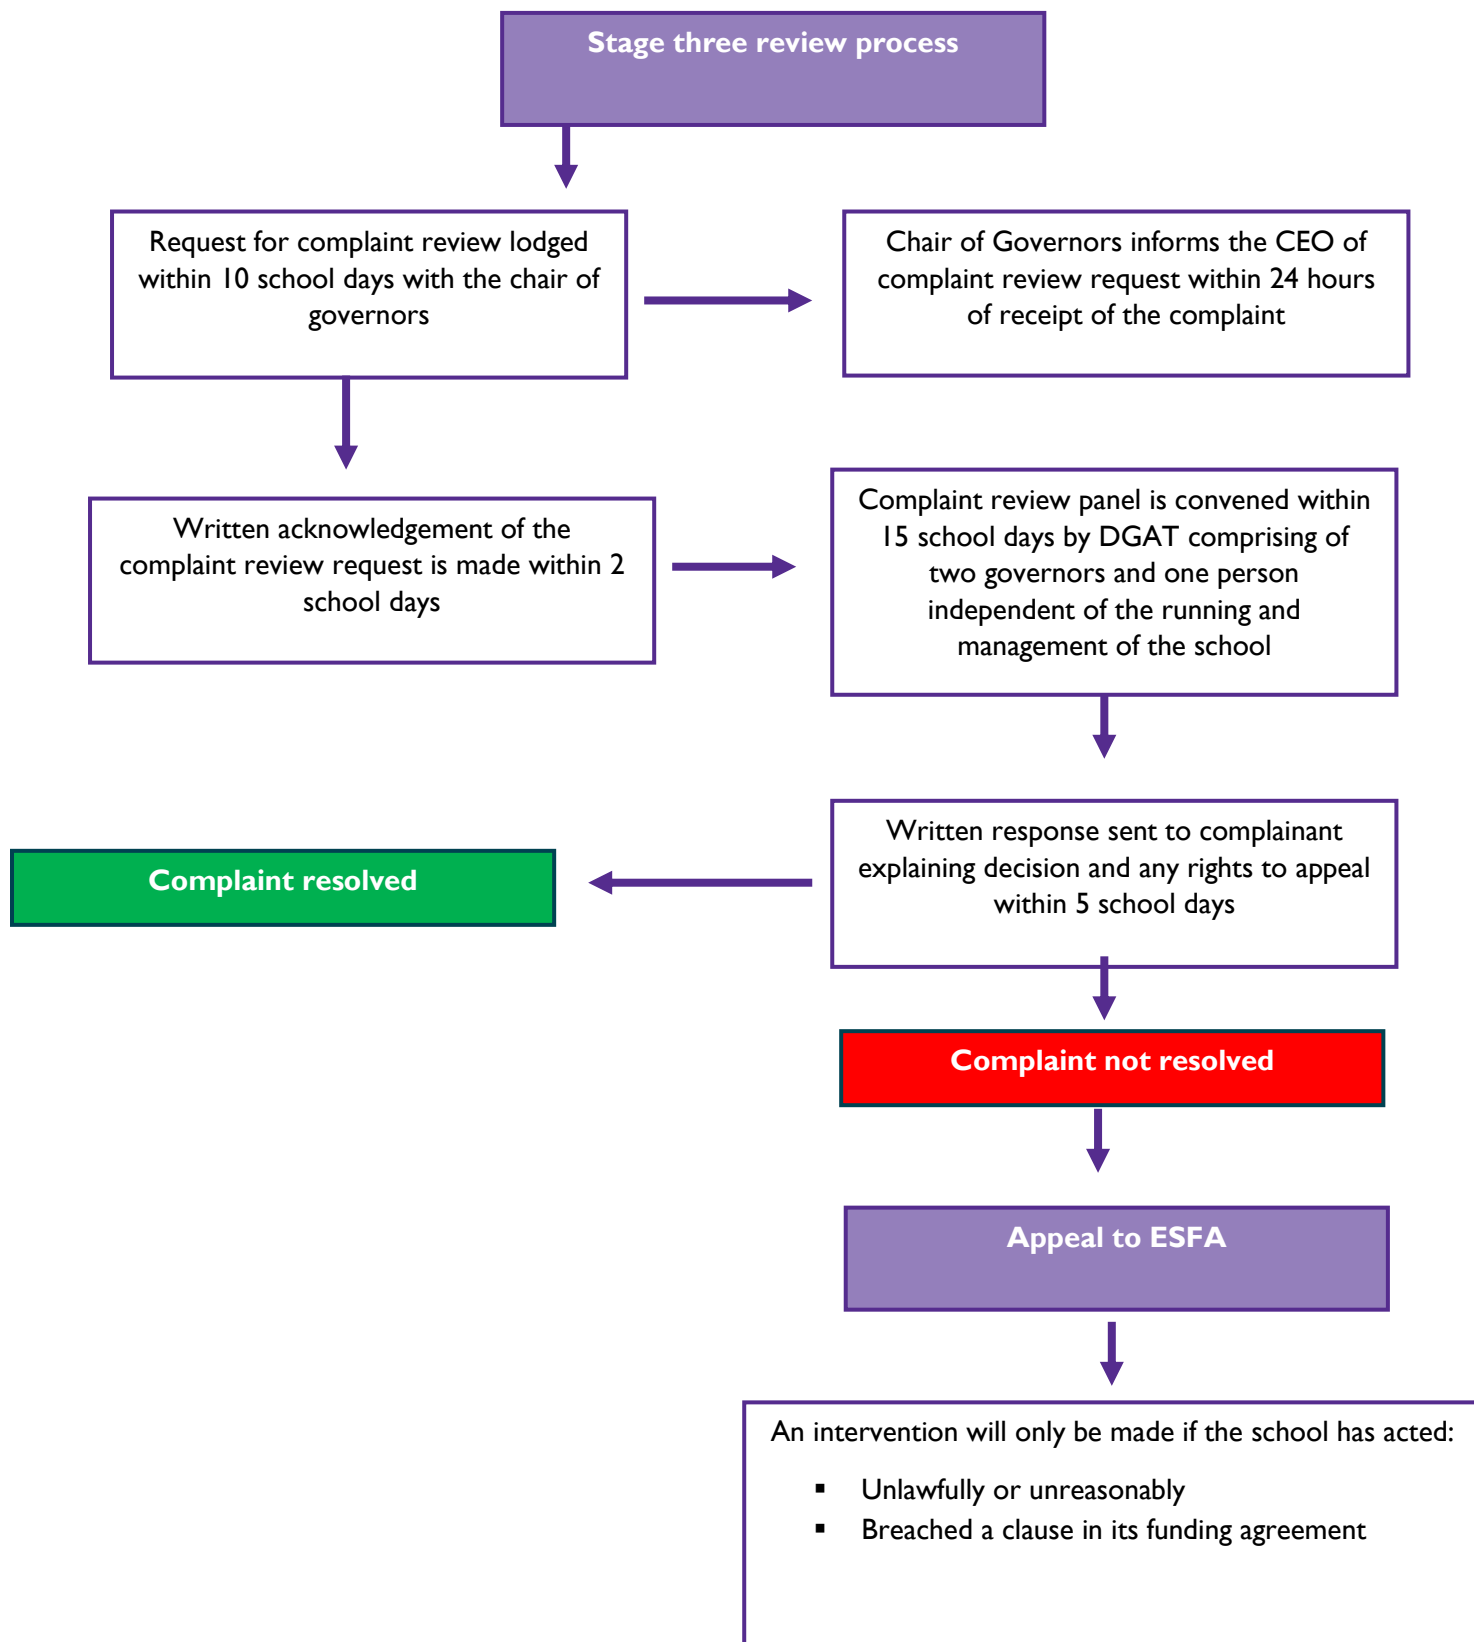 Stage three review process
Request for complaint review lodged
within 10 school days with the chair of
governors
Chair of Governors informs the CEO of
complaint review request within 24 hours
of receipt of the complaint
Written acknowledgement of the
complaint review request is made within 2
school days
Complaint review panel is convened within
15 school days by DGAT comprising of
two governors and one person
independent of the running and
management of the school
Written response sent to complainant
explaining decision and any rights to appeal
within 5 school days
Complaint resolved
Complaint not resolved
Appeal to ESFA
An intervention will only be made if the school has acted:
▪ Unlawfully or unreasonably
▪ Breached a clause in its funding agreement